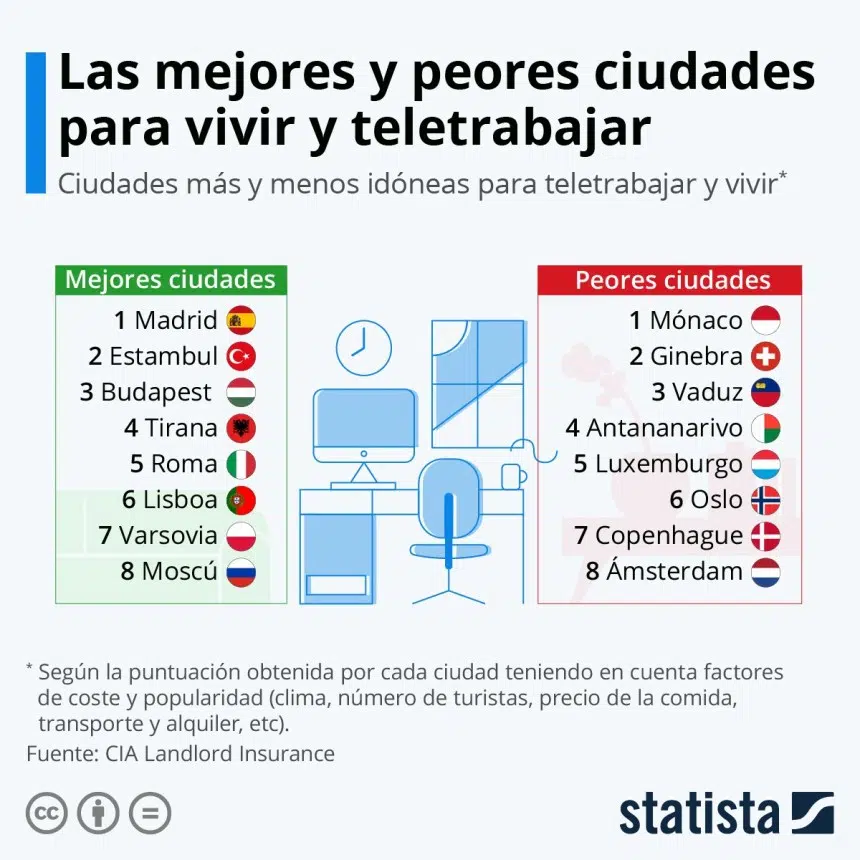 Las mejores y peores ciudades
para vivir y teletrabajar
Ciudades más y menos idóneas para teletrabajar y vivir*
Mejores ciudades
1 Madrid
2 Estambul
3 Budapest
4 Tirana
5 Roma
6 Lisboa
7 Varsovia
8 Moscú
Peores ciudades
1 Mónaco
2 Ginebra
3 Vaduz
4 Antananarivo
5 Luxemburgo
6 Oslo
7 Copenhague
8 Ámsterdam
* Según la puntuación obtenida por cada ciudad teniendo en cuenta factores
de coste y popularidad (clima, número de turistas, precio de la comida,
transporte y alquiler, etc).
Fuente: CIA Landlord Insurance
cc
statista